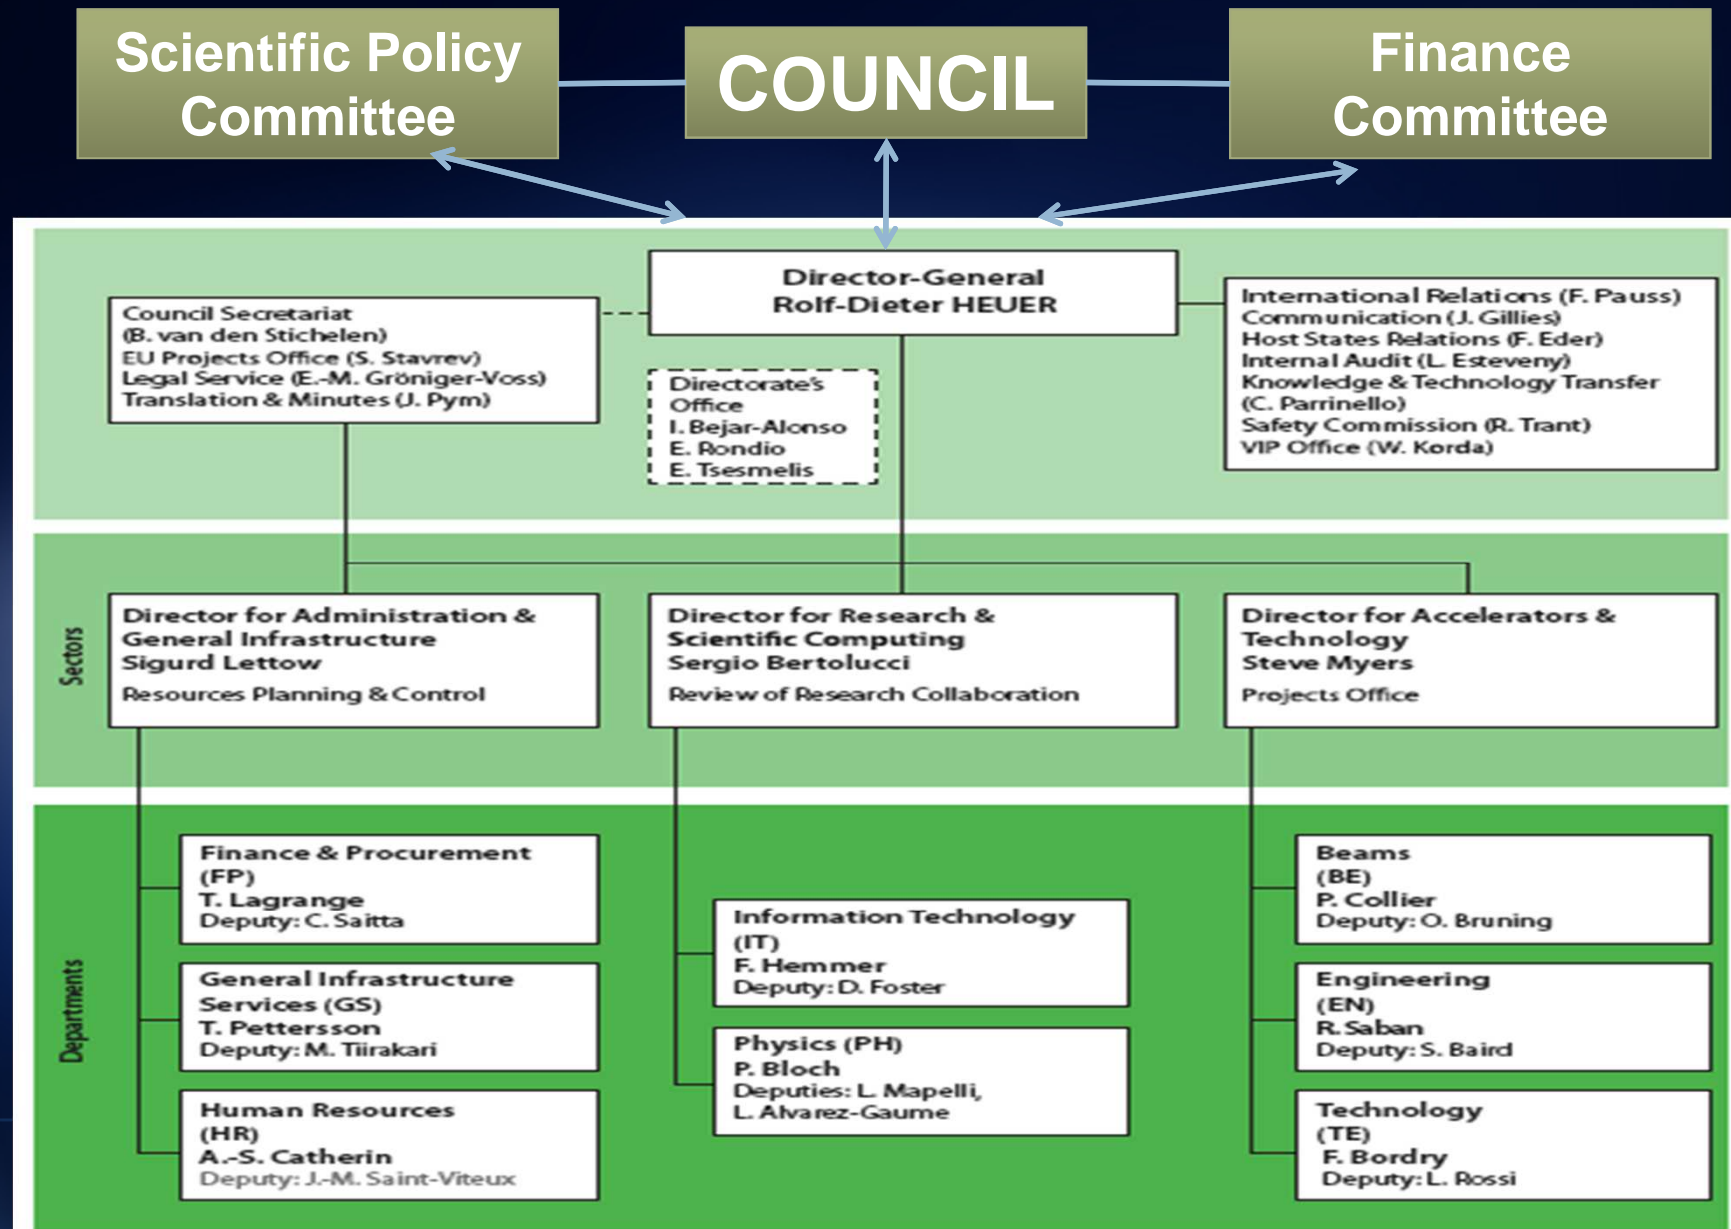 Scientific Policy
Committee
COUNCIL
Finance
Committee
Director-General
Rolf-Dieter HEUER
Council Secretariat
(B. van den Stichelen)
EU Projects Office (S. Stavrev)
Legal Service (E.-M. Gröniger-Voss)
Translation & Minutes (J. Pym)
Directorate's
Office
I. Bejar-Alonso
E. Rondio
E. Tsesmelis
International Relations (F. Pauss)
Communication (J. Gillies)
Host States Relations (F. Eder)
Internal Audit (L. Esteveny)
Knowledge & Technology Transfer
(C. Parrinello)
Safety Commission (R. Trant)
VIP Office (W. Korda)
Sectors
Director for Administration &
General Infrastructure
Sigurd Lettow
Resources Planning & Control
Director for Research &
Scientific Computing
Sergio Bertolucci
Review of Research Collaboration
Director for Accelerators &
Technology
Steve Myers
Projects Office
Departments
Finance & Procurement
(FP)
T. Lagrange
Deputy: C. Saitta
General Infrastructure
Services (GS)
T. Pettersson
Deputy: M. Tiirakari
Human Resources
(HR)
A.-S. Catherin
Deputy: J.-M. Saint-Viteux
Information Technology
(IT)
F. Hemmer
Deputy: D. Foster
Physics (PH)
P. Bloch
Deputies: L. Mapelli,
L. Alvarez-Gaume
Beams
(BE)
P. Collier
Deputy: O. Bruning
Engineering
(EN)
R. Saban
Deputy: S. Baird
Technology
(TE)
F. Bordry
Deputy: L. Rossi